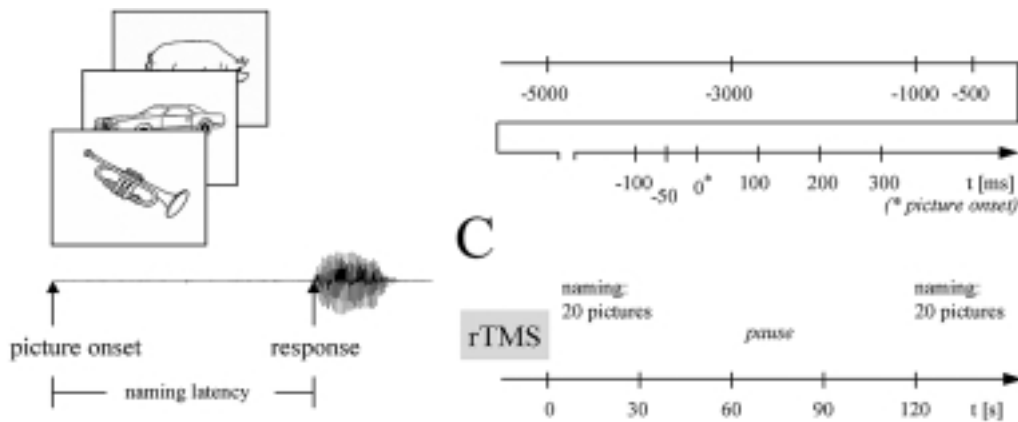 picture onset
response
naming latency
-5000 -3000 -1000 -500
-100 -50 0* 100 200 300 t [ms]
(* picture onset)
C
naming:
20 pictures
naming:
20 pictures
rTMS
pause
0 30 60 90 120 t [s]